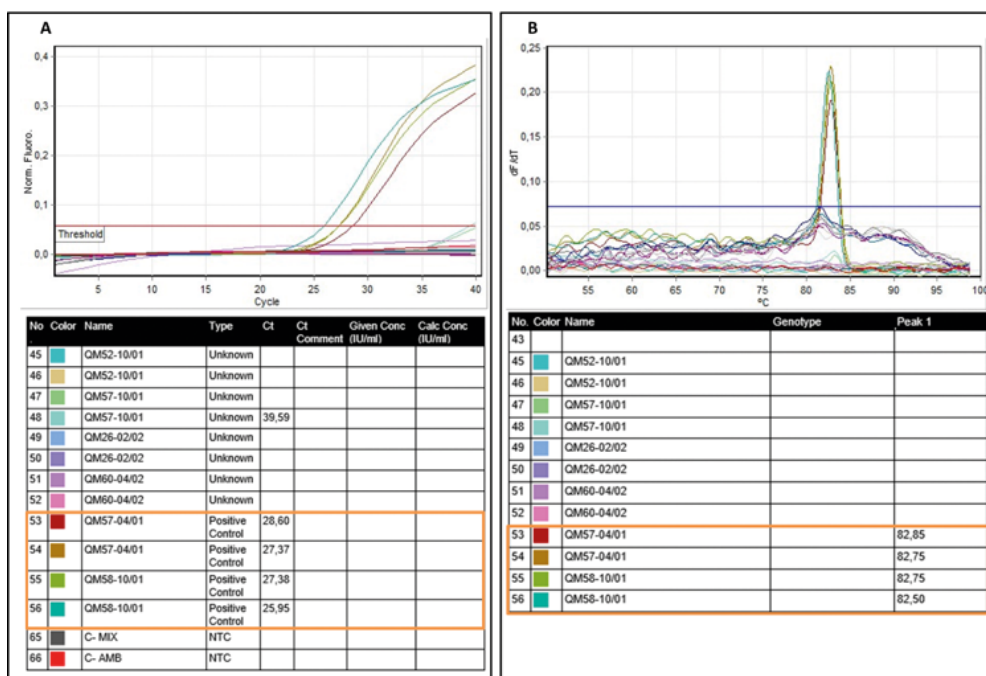 A
0,4
0,3
0,2
0,1
0,0
Norm. Fluoro.
Threshold
5 10 15 20 25 30 35 40
Cycle
No . Color Name Type Ct Ct Comment Given Conc (IU/ml) Calc Conc (IU/ml)
45 QM52-10/01 Unknown
46 QM52-10/01 Unknown
47 QM57-10/01 Unknown
48 QM57-10/01 Unknown 39,59
49 QM26-02/02 Unknown
50 QM26-02/02 Unknown
51 QM60-04/02 Unknown
52 QM60-04/02 Unknown
53 QM57-04/01 Positive Control 28,60
54 QM57-04/01 Positive Control 27,37
55 QM58-10/01 Positive Control 27,38
56 QM58-10/01 Positive Control 25,95
65 C- MIX NTC
66 C- AMB NTC
B
0,25
0,20
0,15
0,10
0,05
0,00
dF/dT
55 60 65 70 75 80 85 90 95 100
ºC
No. Color Name Genotype Peak 1
43
45 QM52-10/01
46 QM52-10/01
47 QM57-10/01
48 QM57-10/01
49 QM26-02/02
50 QM26-02/02
51 QM60-04/02
52 QM60-04/02
53 QM57-04/01 82,85
54 QM57-04/01 82,75
55 QM58-10/01 82,75
56 QM58-10/01 82,50